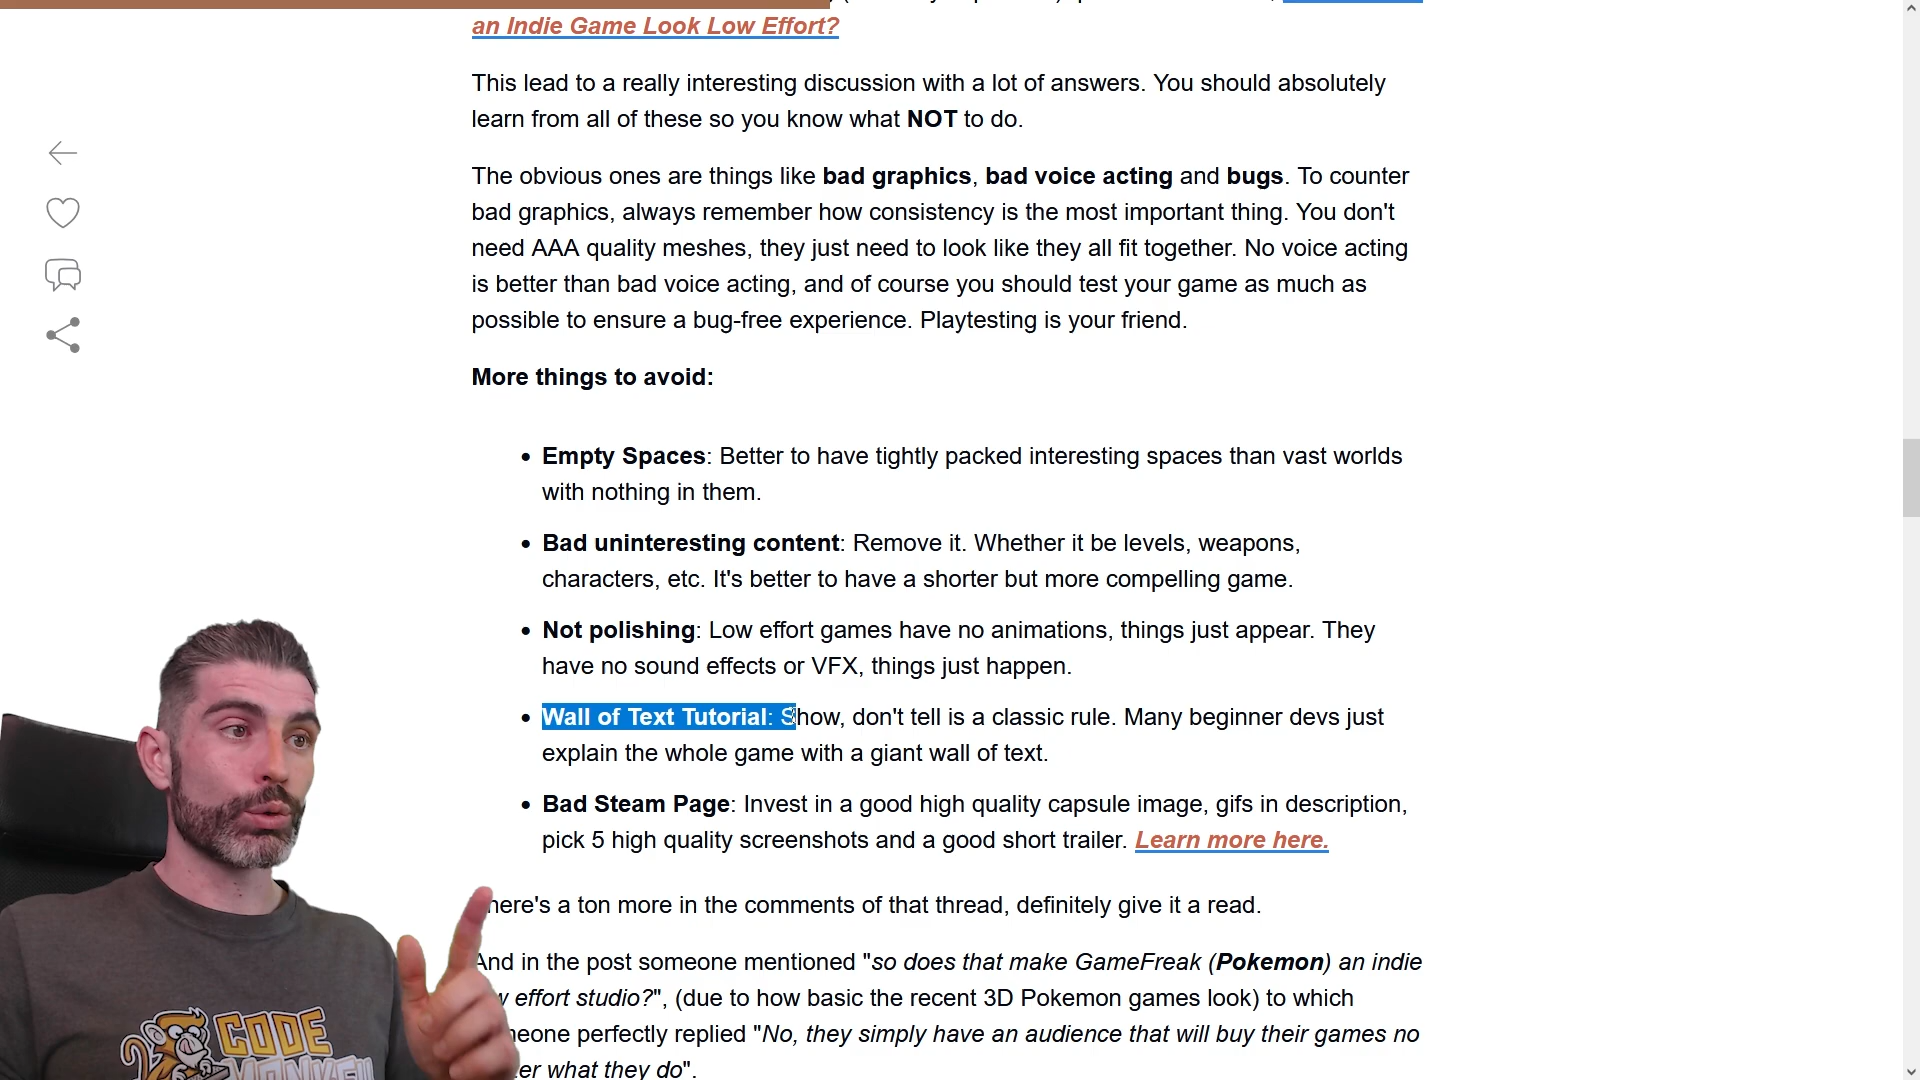 an Indie Game Look Low Effort?
This lead to a really interesting discussion with a lot of answers. You should absolutely
learn from all of these so you know what NOT to do.
The obvious ones are things like bad graphics, bad voice acting and bugs. To counter
bad graphics, always remember how consistency is the most important thing. You don't
need AAA quality meshes, they just need to look like they all fit together. No voice acting
is better than bad voice acting, and of course you should test your game as much as
possible to ensure a bug-free experience. Playtesting is your friend.
More things to avoid:
• Empty Spaces: Better to have tightly packed interesting spaces than vast worlds
with nothing in them.
• Bad uninteresting content: Remove it. Whether it be levels, weapons,
characters, etc. It's better to have a shorter but more compelling game.
• Not polishing: Low effort games have no animations, things just appear. They
have no sound effects or VFX, things just happen.
• Wall of Text Tutorial: Show, don't tell is a classic rule. Many beginner devs just
explain the whole game with a giant wall of text.
• Bad Steam Page: Invest in a good high quality capsule image, gifs in description,
pick 5 high quality screenshots and a good short trailer. Learn more here.
here's a ton more in the comments of that thread, definitely give it a read.
And in the post someone mentioned "so does that make GameFreak (Pokemon) an indie
w effort studio?", (due to how basic the recent 3D Pokemon games look) to which
meone perfectly replied "No, they simply have an audience that will buy their games no
er what they do".
CODE
MONKEY